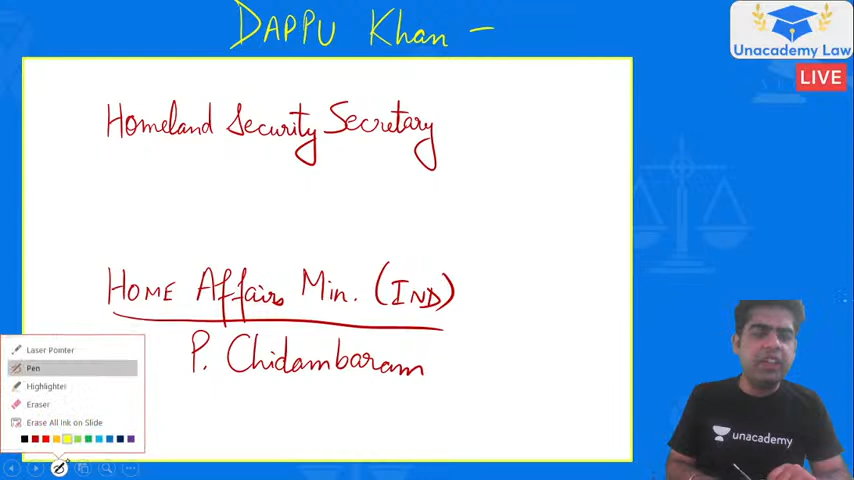 DAPPU Khan -
Unacademy Law
LIVE
Homeland Security Secretary
HOME Affairs Min. (IND)
P. Chidambaram
Laser Pointer
Pen
Highlighter
Eraser
Erase All Ink on Slide
unacademy